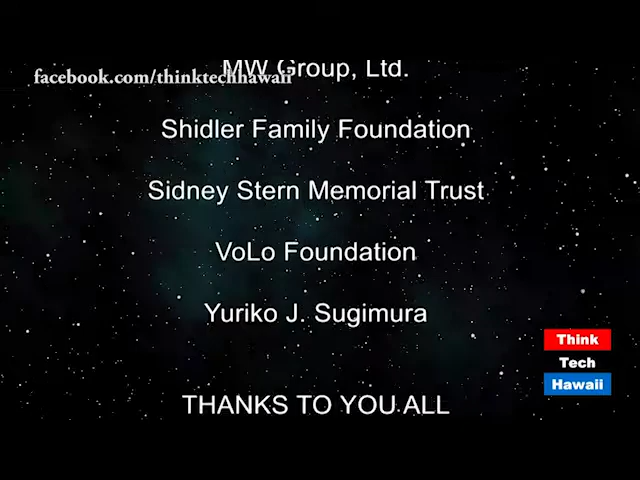 MW Group, Ltd.
facebook.com/thinktechhawaii
Shidler Family Foundation
Sidney Stern Memorial Trust
VoLo Foundation
Yuriko J. Sugimura
Think
Tech
Hawaii
THANKS TO YOU ALL